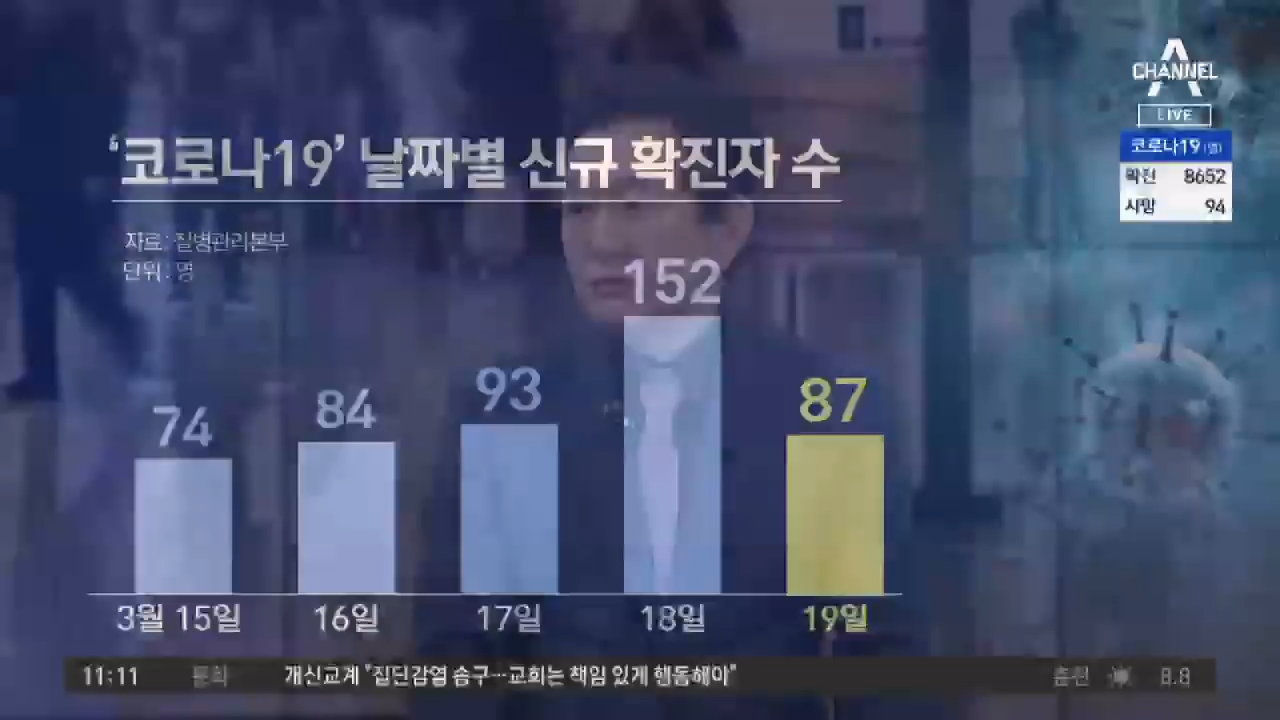 CHANNEL A
LIVE
코로나19 (명)
확진 8652
사망 94
'코로나19' 날짜별 신규 확진자 수
자료 : 질병관리본부
단위 : 명
74
84
93
152
87
3월 15일
16일
17일
18일
19일
11:11 문화 개신교계 "집단감염 송구…교회는 책임 있게 행동해야" 춘천 8.8